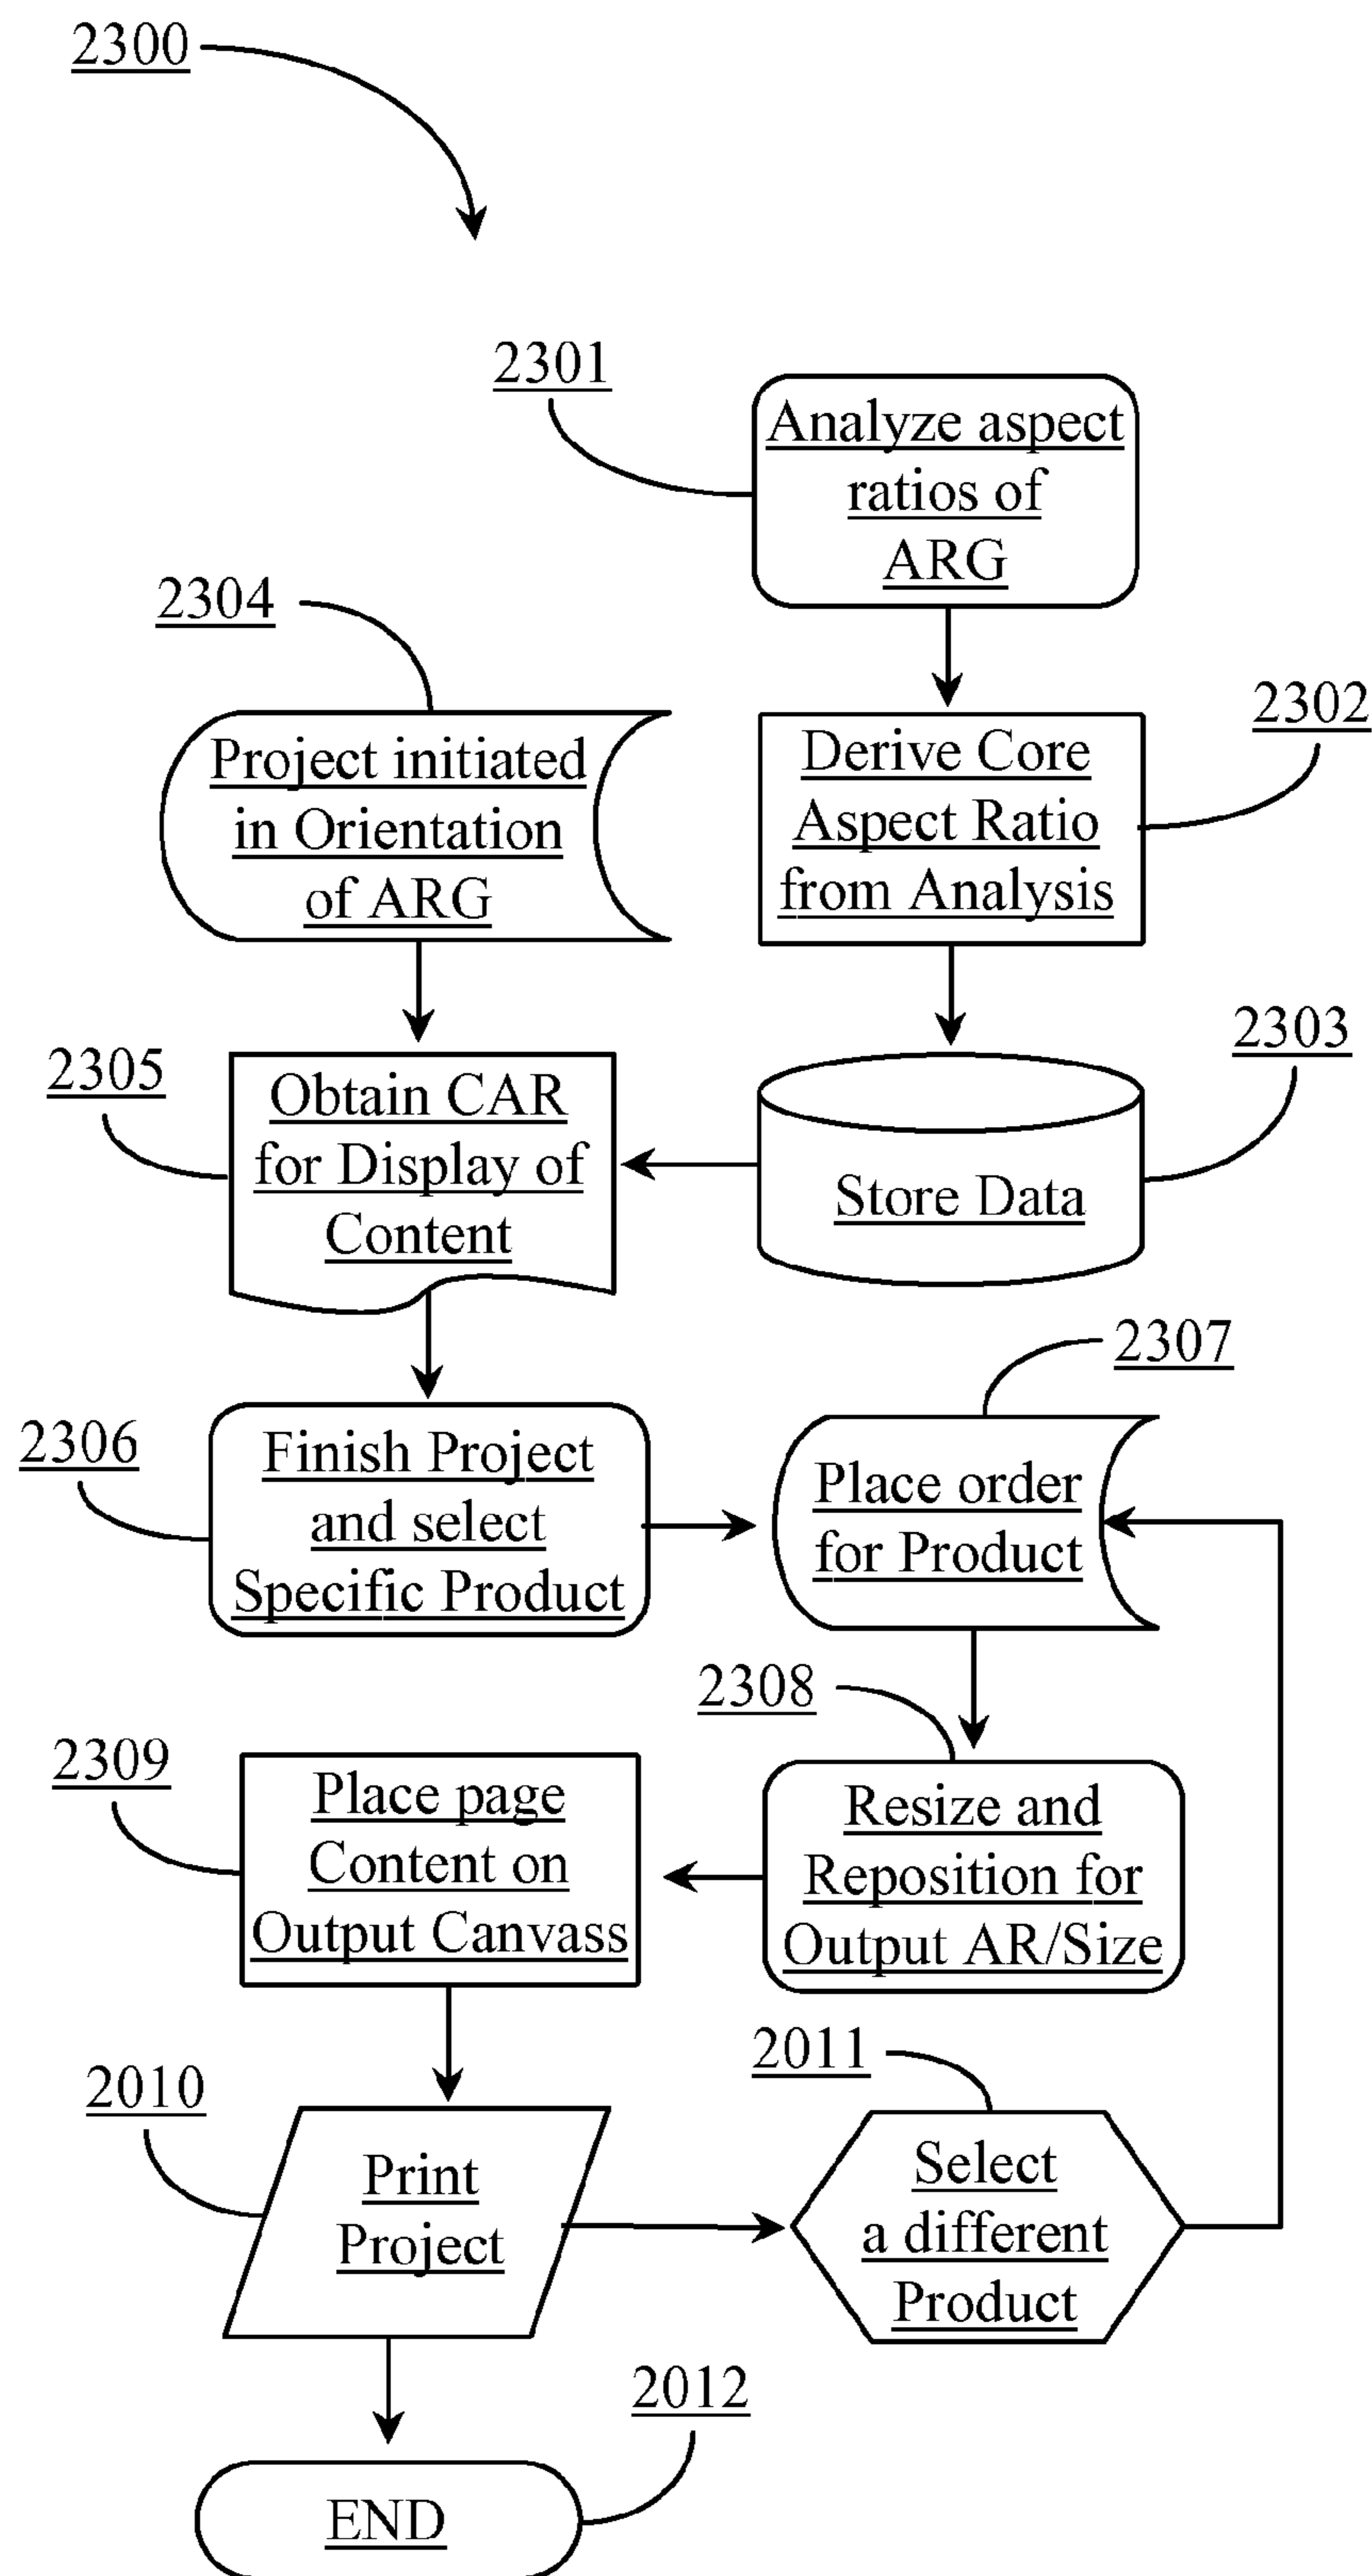 2300
2301
Analyze aspect
ratios of
ARG
2304
Project initiated
in Orientation
of ARG
2302
Derive Core
Aspect Ratio
from Analysis
2305
Obtain CAR
for Display of
Content
2303
Store Data
2306
Finish Project
and select
Specific Product
2307
Place order
for Product
2308
Resize and
Reposition for
Output AR/Size
2309
Place page
Content on
Output Canvass
2010
Print
Project
2011
Select
a different
Product
2012
END